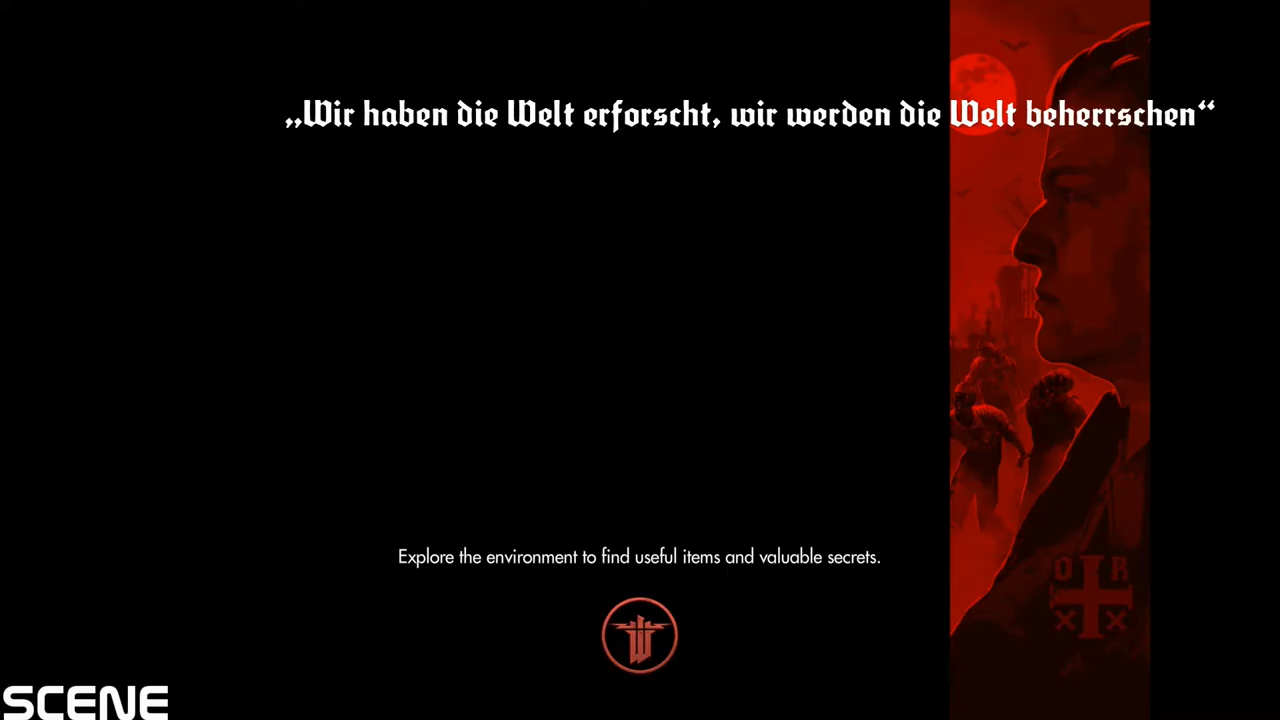 „Wir haben die Welt erforscht, wir werden die Welt beherrschen“
Explore the environment to find useful items and valuable secrets.
W
O R
X X
SCENE